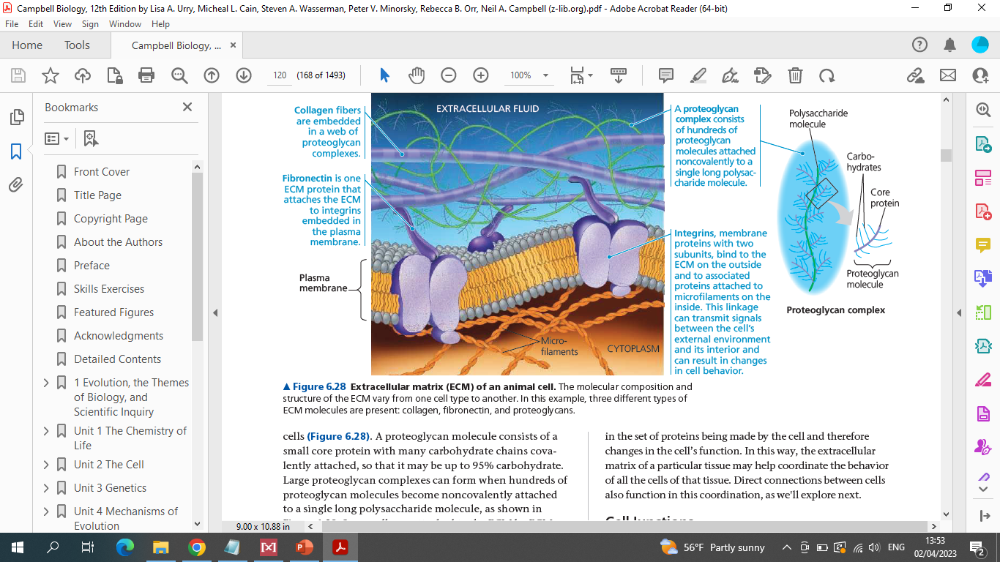 Campbell Biology, 12th Edition by Lisa A. Urry, Micheal L. Cain, Steven A. Wasserman, Peter V. Minorsky, Rebecca B. Orr, Neil A. Campbell (z-lib.org).pdf - Adobe Acrobat Reader (64-bit)
File Edit View Sign Window Help
Home Tools Campbell Biology, ...
120 (168 of 1493) 100%
Bookmarks
Front Cover
Title Page
Copyright Page
About the Authors
Preface
Skills Exercises
Featured Figures
Acknowledgments
Detailed Contents
1 Evolution, the Themes
of Biology, and
Scientific Inquiry
Unit 1 The Chemistry of
Life
Unit 2 The Cell
Unit 3 Genetics
Unit 4 Mechanisms of
Evolution
Collagen fibers
are embedded
in a web of
proteoglycan
complexes.
Fibronectin is one
ECM protein that
attaches the ECM
to integrins
embedded in
the plasma
membrane.
Plasma
membrane
EXTRACELLULAR FLUID
Micro-
filaments
CYTOPLASM
A proteoglycan
complex consists
of hundreds of
proteoglycan
molecules attached
noncovalently to a
single long polysac-
charide molecule.
Integrins, membrane
proteins with two
subunits, bind to the
ECM on the outside
and to associated
proteins attached to
microfilaments on the
inside. This linkage
can transmit signals
between the cell's
external environment
and its interior and
can result in changes
in cell behavior.
Polysaccharide
molecule
Carbo-
hydrates
Core
protein
Proteoglycan
molecule
Proteoglycan complex
▲ Figure 6.28 Extracellular matrix (ECM) of an animal cell. The molecular composition and
structure of the ECM vary from one cell type to another. In this example, three different types of
ECM molecules are present: collagen, fibronectin, and proteoglycans.
cells (Figure 6.28). A proteoglycan molecule consists of a
small core protein with many carbohydrate chains cova-
lently attached, so that it may be up to 95% carbohydrate.
Large proteoglycan complexes can form when hundreds of
proteoglycan molecules become noncovalently attached
to a single long polysaccharide molecule, as shown in
in the set of proteins being made by the cell and therefore
changes in the cell's function. In this way, the extracellular
matrix of a particular tissue may help coordinate the behavior
of all the cells of that tissue. Direct connections between cells
also function in this coordination, as we'll explore next.
Cell Junctions
9.00 x 10.88 in
56°F Partly sunny
ENG
13:53
02/04/2023
2